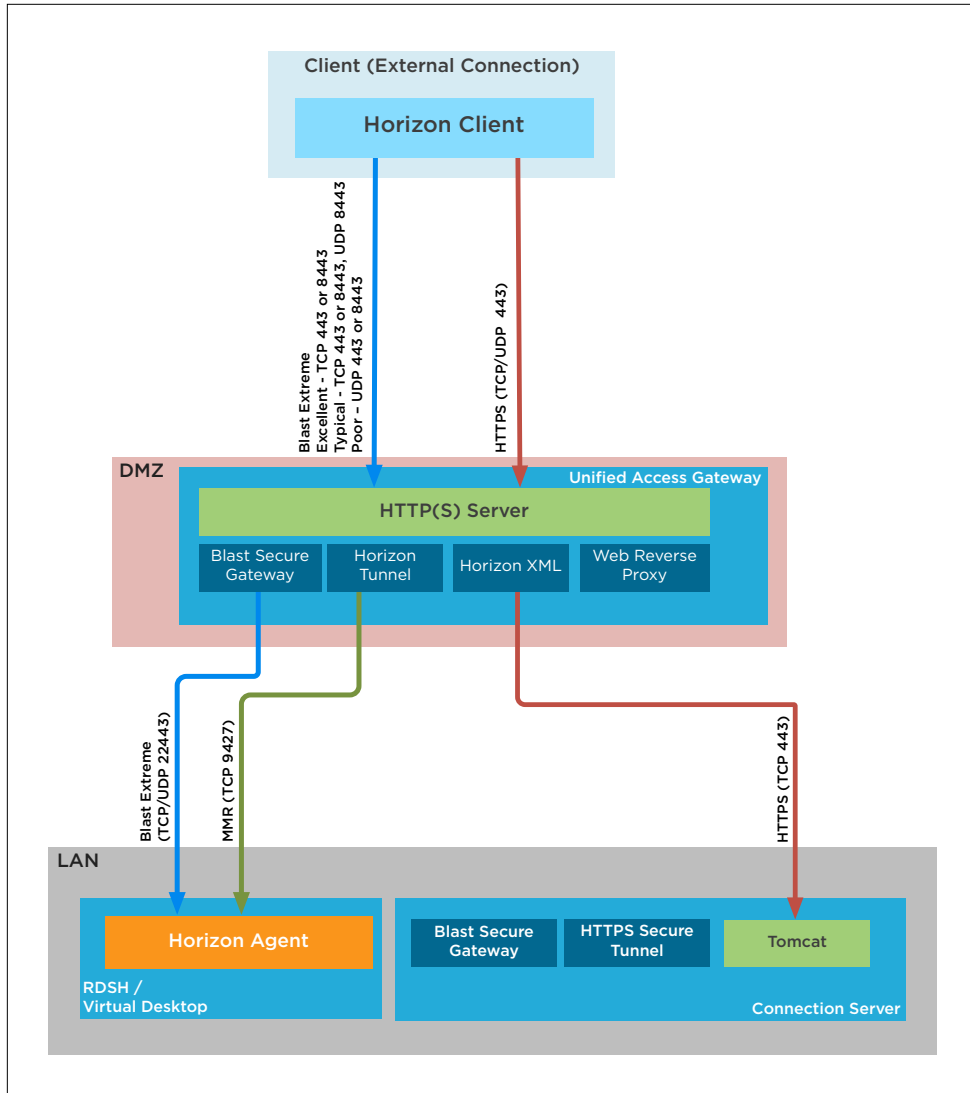 Client (External Connection)
Horizon Client
Blast Extreme
Excellent - TCP 443 or 8443
Typical - TCP 443 or 8443, UDP 8443
Poor – UDP 443 or 8443
HTTPS (TCP/UDP 443)
DMZ
Unified Access Gateway
HTTP(S) Server
Blast Secure
Gateway
Horizon
Tunnel
Horizon XML
Web Reverse
Proxy
Blast Extreme
(TCP/UDP 22443)
MMR (TCP 9427)
HTTPS (TCP 443)
LAN
Horizon Agent
RDSH /
Virtual Desktop
Blast Secure
Gateway
HTTPS Secure
Tunnel
Tomcat
Connection Server